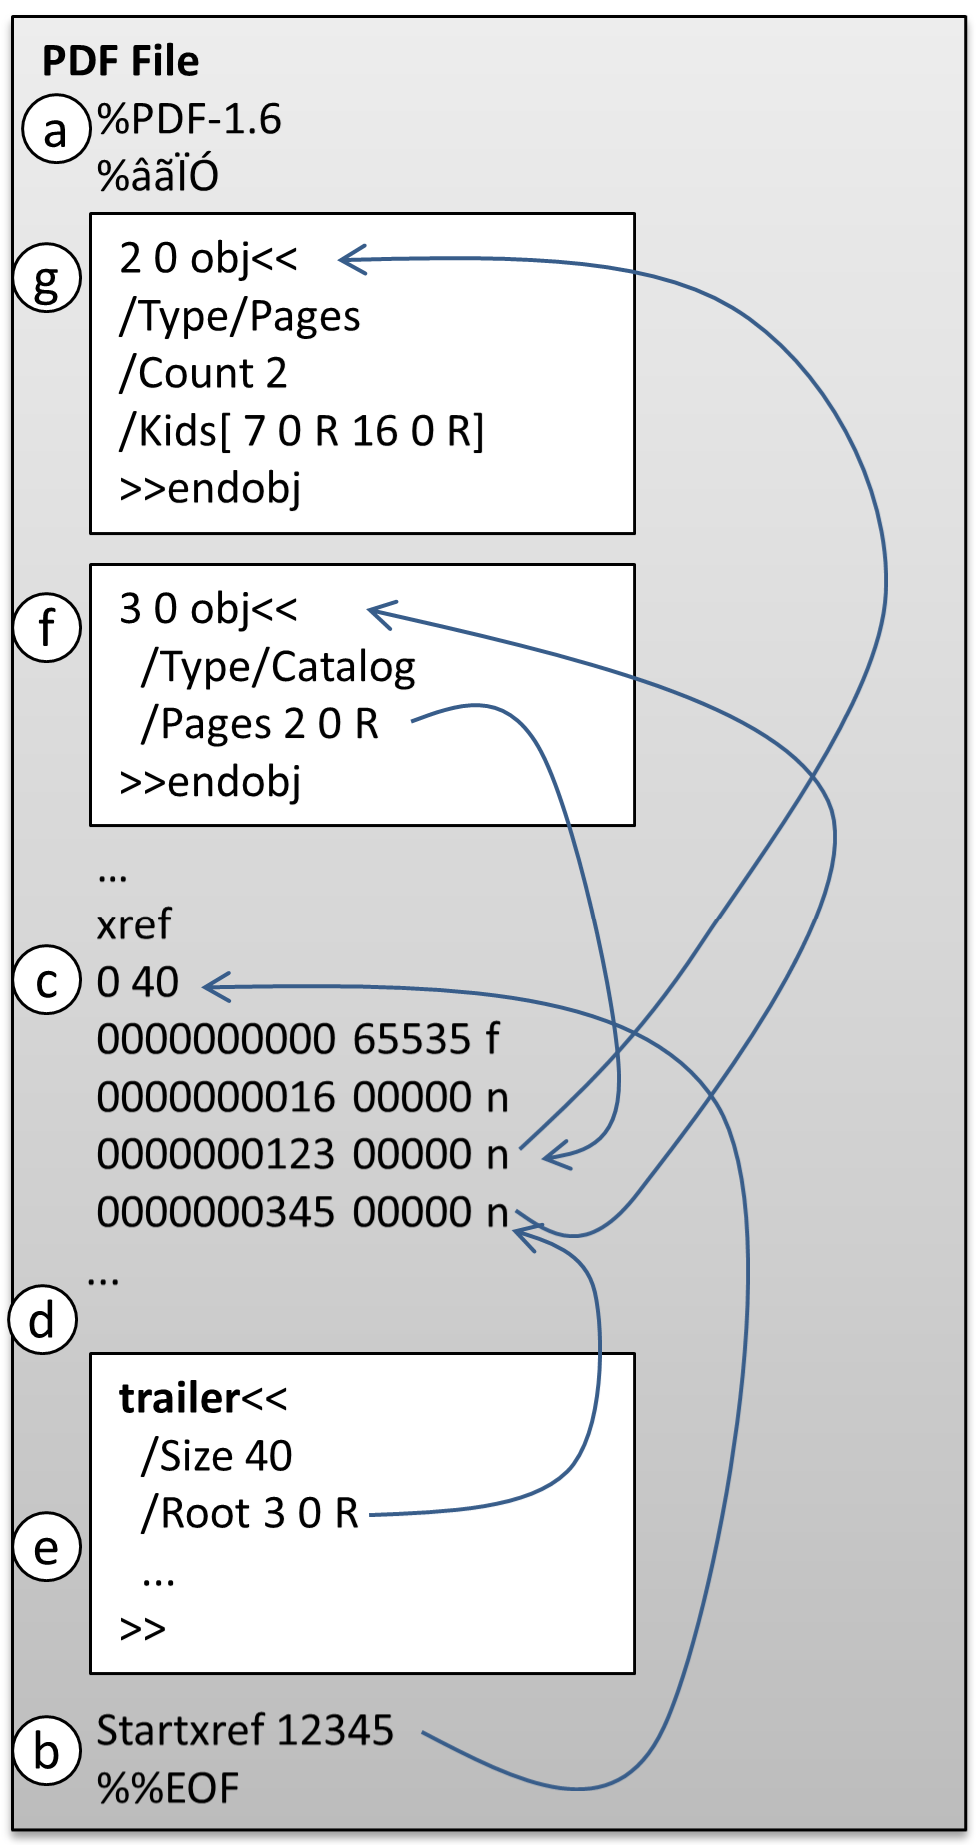 PDF File
a
%PDF-1.6
%âãÏÓ
g
2 0 obj<<
/Type/Pages
/Count 2
/Kids[ 7 0 R 16 0 R]
>>endobj
f
3 0 obj<<
/Type/Catalog
/Pages 2 0 R
>>endobj
...
xref
c
0 40
0000000000 65535 f
0000000016 00000 n
0000000123 00000 n
0000000345 00000 n
...
d
trailer<<
/Size 40
/Root 3 0 R
e
...
>>
b
Startxref 12345
%%EOF